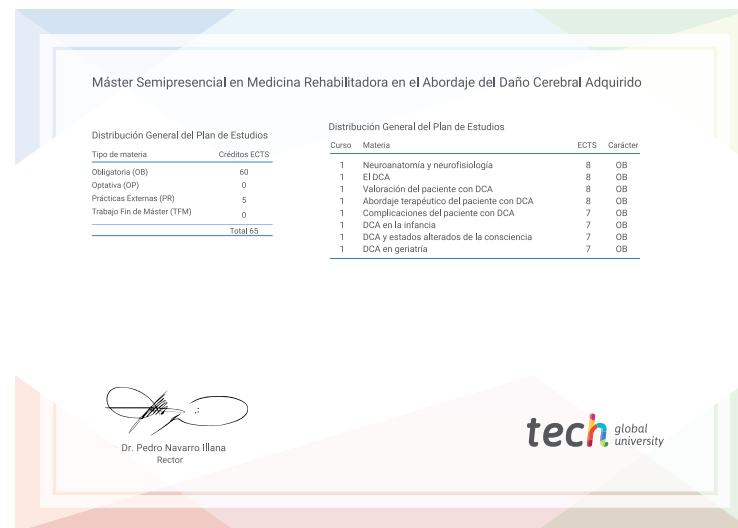 Máster Semipresencial en Medicina Rehabilitadora en el Abordaje del Daño Cerebral Adquirido
Distribución General del Plan de Estudios
Tipo de materia Créditos ECTS
Obligatoria (OB) 60
Optativa (OP) 0
Prácticas Externas (PR) 5
Trabajo Fin de Máster (TFM) 0
Total 65
Distribución General del Plan de Estudios
Curso Materia ECTS Carácter
1 Neuroanatomía y neurofisiología 8 OB
1 El DCA 8 OB
1 Valoración del paciente con DCA 8 OB
1 Abordaje terapéutico del paciente con DCA 8 OB
1 Complicaciones del paciente con DCA 7 OB
1 DCA en la infancia 7 OB
1 DCA y estados alterados de la consciencia 7 OB
1 DCA en geriatría 7 OB
Dr. Pedro Navarro Illana
Rector
tech global
university